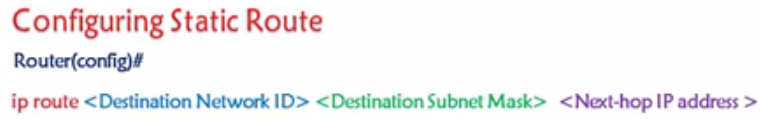 Configuring Static Route
Router(config)#
ip route <Destination Network ID> <Destination Subnet Mask> <Next-hop IP address >